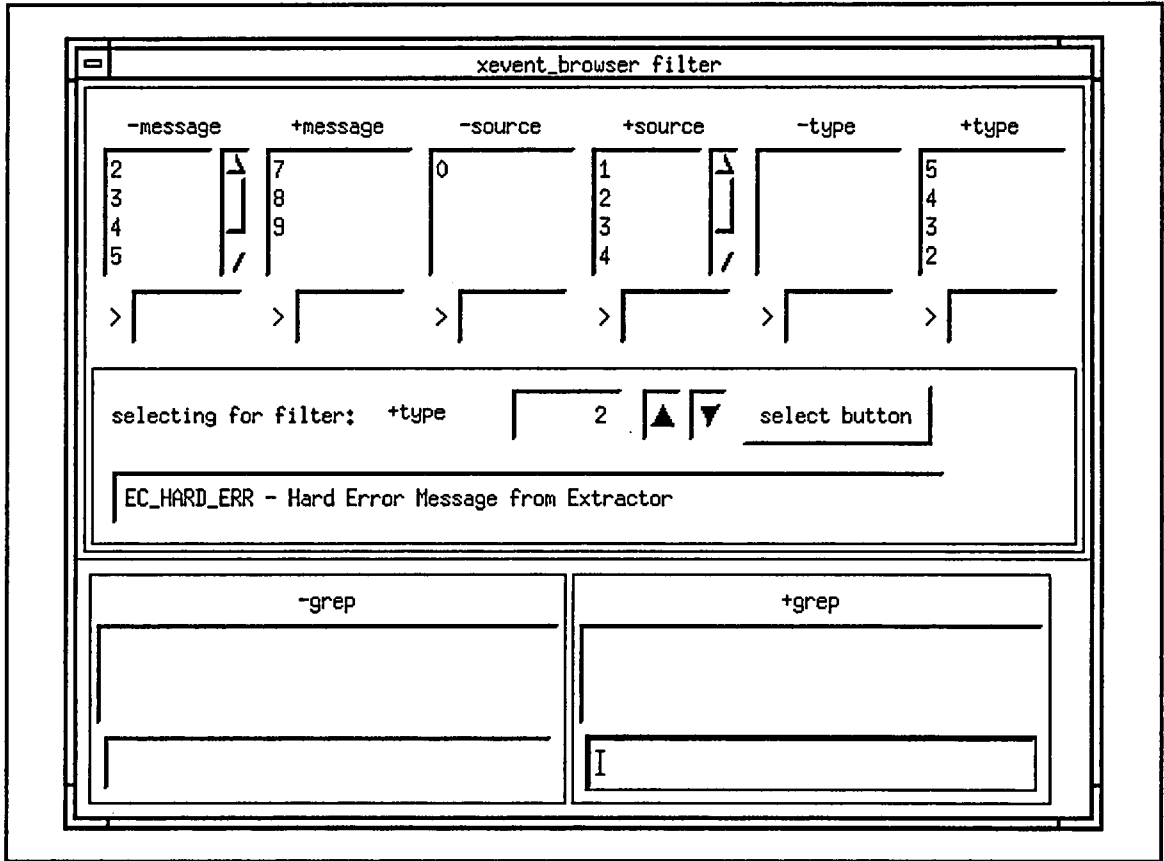 xevent_browser filter
-message +message -source +source -type +type
2 7 0 1 5
3 8 2 4
4 9 3 3
5 4 2
> > > > > >
selecting for filter: +type 2 select button
EC_HARD_ERR - Hard Error Message from Extractor
-grep +grep